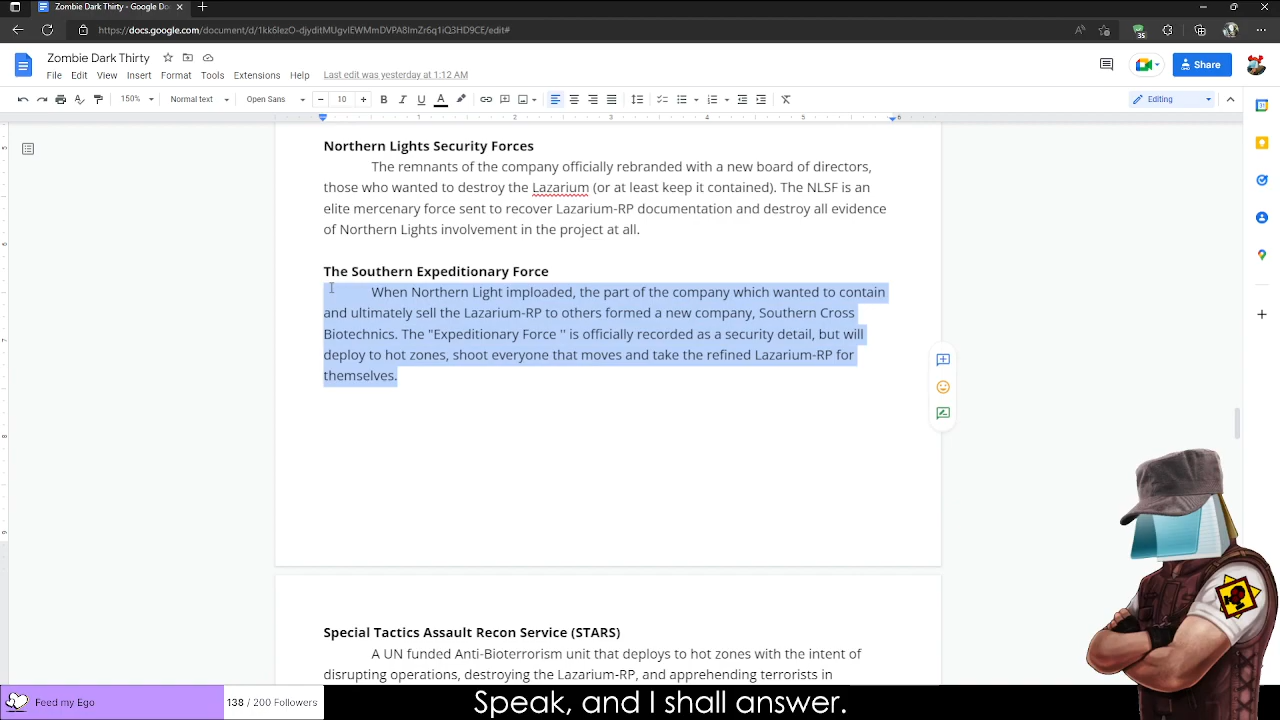 Zombie Dark Thirty - Google Doc
https://docs.google.com/document/d/1kk6lezO-djyditMUgvIEWMmDVPA8ImZr6q1iQ3HD9CE/edit#
35
Zombie Dark Thirty
File Edit View Insert Format Tools Extensions Help Last edit was yesterday at 1:12 AM
Share
150% Normal text Open Sans 10 B I U A Editing
1 2 3 4 5 6
Northern Lights Security Forces
The remnants of the company officially rebranded with a new board of directors,
those who wanted to destroy the Lazarium (or at least keep it contained). The NLSF is an
elite mercenary force sent to recover Lazarium-RP documentation and destroy all evidence
of Northern Lights involvement in the project at all.
The Southern Expeditionary Force
When Northern Light imploaded, the part of the company which wanted to contain
and ultimately sell the Lazarium-RP to others formed a new company, Southern Cross
Biotechnics. The "Expeditionary Force '' is officially recorded as a security detail, but will
deploy to hot zones, shoot everyone that moves and take the refined Lazarium-RP for
themselves.
Special Tactics Assault Recon Service (STARS)
A UN funded Anti-Bioterrorism unit that deploys to hot zones with the intent of
disrupting operations, destroying the Lazarium-RP, and apprehending terrorists in
Feed my Ego 138 / 200 Followers
Speak, and I shall answer.